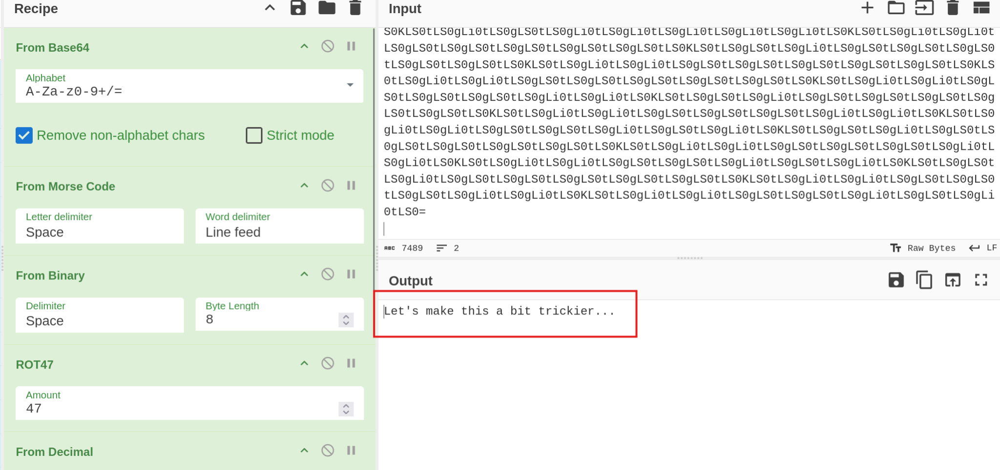 Recipe
From Base64
Alphabet
A-Za-z0-9+/=
Remove non-alphabet chars
Strict mode
From Morse Code
Letter delimiter
Space
Word delimiter
Line feed
From Binary
Delimiter
Space
Byte Length
8
ROT47
Amount
47
From Decimal
Input
S0KLS0tLS0gLi0tLS0gLS0tLS0gLi0tLS0gLi0tLS0gLi0tLS0gLi0tLS0gLi0tLS0KLS0tLS0gLi0tLS0gLi0t
LS0gLS0tLS0gLS0tLS0gLS0tLS0gLS0tLS0gLS0tLS0KLS0tLS0gLS0tLS0gLi0tLS0gLS0tLS0gLS0tLS0gLS0
tLS0gLS0tLS0gLS0tLS0KLS0tLS0gLi0tLS0gLi0tLS0gLS0tLS0gLS0tLS0gLS0tLS0gLS0tLS0gLS0tLS0KLS
0tLS0gLi0tLS0gLi0tLS0gLS0tLS0gLS0tLS0gLS0tLS0gLS0tLS0gLS0tLS0KLS0tLS0gLi0tLS0gLi0tLS0gL
S0tLS0gLS0tLS0gLS0tLS0gLi0tLS0gLi0tLS0KLS0tLS0gLS0tLS0gLi0tLS0gLS0tLS0gLS0tLS0gLS0tLS0g
LS0tLS0gLS0tLS0KLS0tLS0gLi0tLS0gLi0tLS0gLS0tLS0gLS0tLS0gLS0tLS0gLi0tLS0gLi0tLS0KLS0tLS0
gLi0tLS0gLi0tLS0gLS0tLS0gLS0tLS0gLi0tLS0gLS0tLS0gLi0tLS0KLS0tLS0gLS0tLS0gLi0tLS0gLS0tLS
0gLS0tLS0gLS0tLS0gLS0tLS0gLS0tLS0KLS0tLS0gLi0tLS0gLi0tLS0gLS0tLS0gLS0tLS0gLS0tLS0gLi0tL
S0gLi0tLS0KLS0tLS0gLi0tLS0gLi0tLS0gLS0tLS0gLS0tLS0gLi0tLS0gLS0tLS0gLi0tLS0KLS0tLS0gLS0t
LS0gLi0tLS0gLS0tLS0gLS0tLS0gLS0tLS0gLS0tLS0gLS0tLS0KLS0tLS0gLi0tLS0gLi0tLS0gLS0tLS0gLS0
tLS0gLS0tLS0gLi0tLS0gLi0tLS0KLS0tLS0gLi0tLS0gLi0tLS0gLS0tLS0gLS0tLS0gLi0tLS0gLS0tLS0gLi
0tLS0=
7489
2
Raw Bytes
LF
Output
Let's make this a bit trickier...